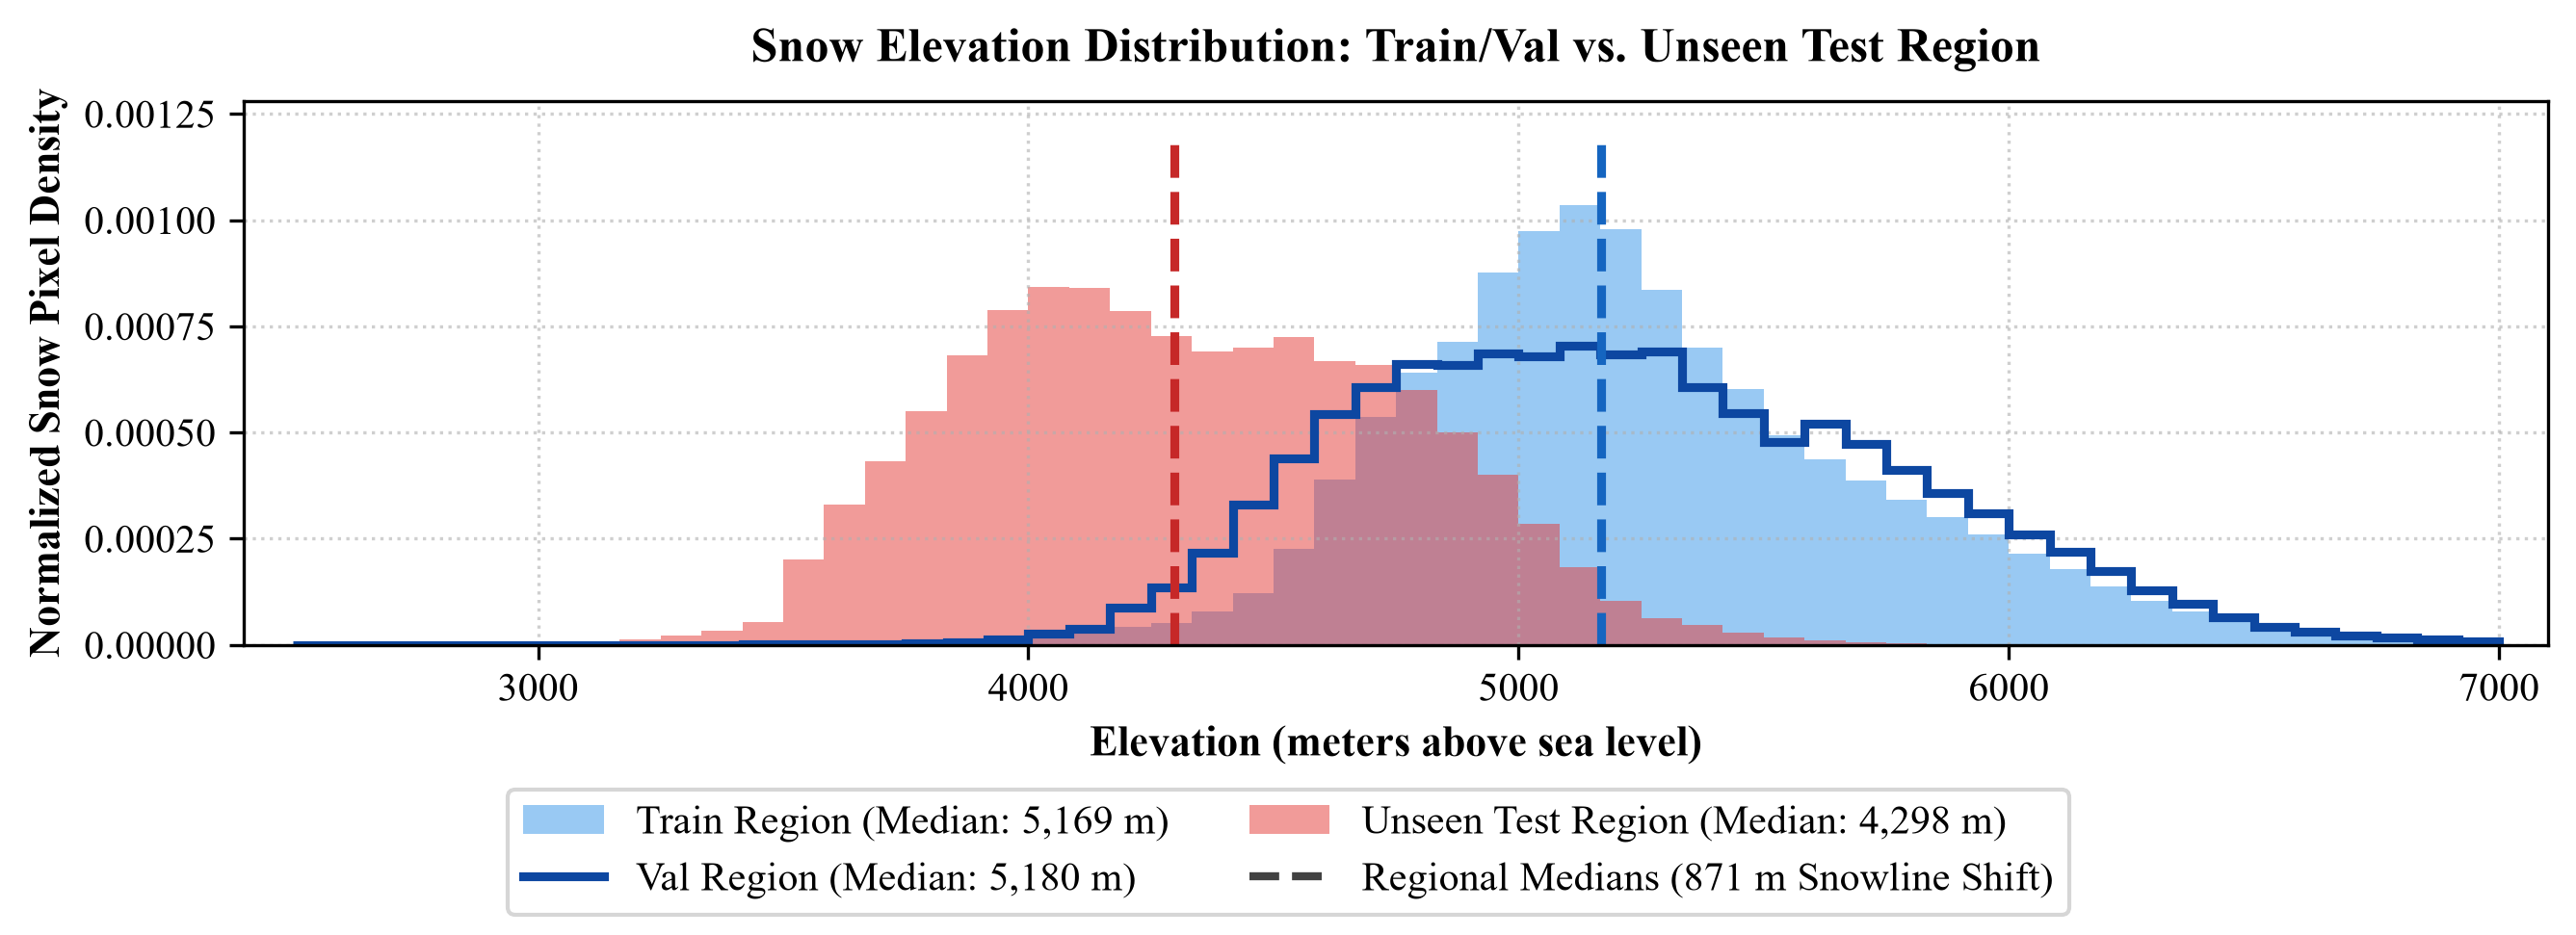 Snow Elevation Distribution: Train/Val vs. Unseen Test Region
Normalized Snow Pixel Density
0.00125
0.00100
0.00075
0.00050
0.00025
0.00000
3000 4000 5000 6000 7000
Elevation (meters above sea level)
Train Region (Median: 5,169 m)
Val Region (Median: 5,180 m)
Unseen Test Region (Median: 4,298 m)
Regional Medians (871 m Snowline Shift)